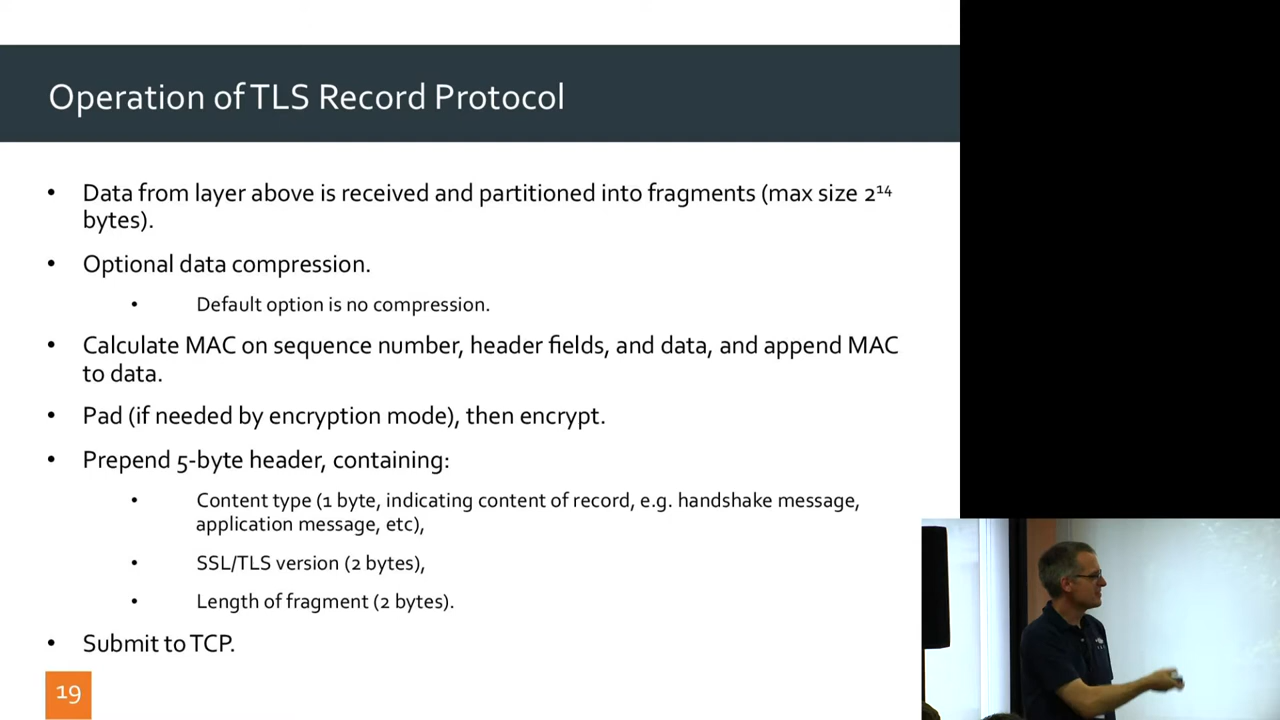 Operation of TLS Record Protocol
• Data from layer above is received and partitioned into fragments (max size 2¹⁴
bytes).
• Optional data compression.
• Default option is no compression.
• Calculate MAC on sequence number, header fields, and data, and append MAC
to data.
• Pad (if needed by encryption mode), then encrypt.
• Prepend 5-byte header, containing:
• Content type (1 byte, indicating content of record, e.g. handshake message,
application message, etc),
• SSL/TLS version (2 bytes),
• Length of fragment (2 bytes).
• Submit to TCP.
19